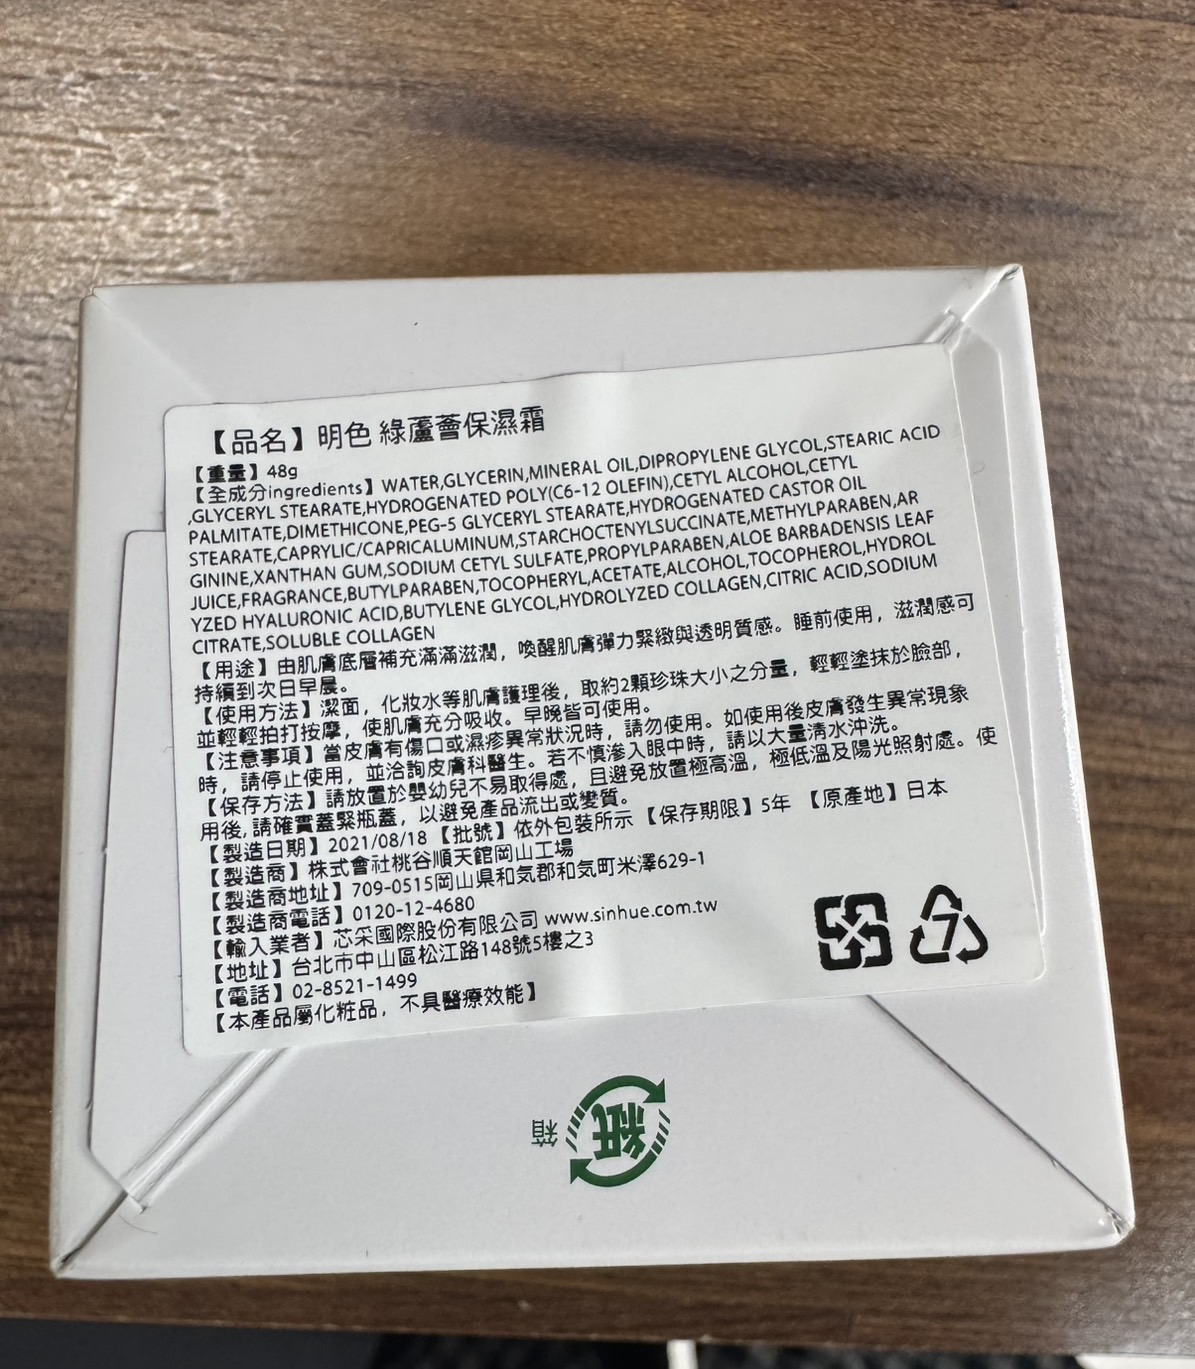 【品名】明色 綠蘆薈保濕霜
【重量】48g
【全成分ingredients】WATER,GLYCERIN,MINERAL OIL,DIPROPYLENE GLYCOL,STEARIC ACID
,GLYCERYL STEARATE,HYDROGENATED POLY(C6-12 OLEFIN),CETYL ALCOHOL,CETYL
PALMITATE,DIMETHICONE,PEG-5 GLYCERYL STEARATE,HYDROGENATED CASTOR OIL
STEARATE,CAPRYLIC/CAPRICALUMINUM,STARCHOCTENYLSUCCINATE,METHYLPARABEN,AR
GININE,XANTHAN GUM,SODIUM CETYL SULFATE,PROPYLPARABEN,ALOE BARBADENSIS LEAF
JUICE,FRAGRANCE,BUTYLPARABEN,TOCOPHERYL,ACETATE,ALCOHOL,TOCOPHEROL,HYDROL
YZED HYALURONIC ACID,BUTYLENE GLYCOL,HYDROLYZED COLLAGEN,CITRIC ACID,SODIUM
CITRATE,SOLUBLE COLLAGEN
【用途】由肌膚底層補充滿滿滋潤，喚醒肌膚彈力緊緻與透明質感。睡前使用，滋潤感可
持續到次日早晨。
【使用方法】潔面，化妝水等肌膚護理後，取約2顆珍珠大小之分量，輕輕塗抹於臉部，
並輕輕拍打按摩，使肌膚充分吸收。早晚皆可使用。
【注意事項】當皮膚有傷口或濕疹異常狀況時，請勿使用。如使用後皮膚發生異常現象
時，請停止使用，並洽詢皮膚科醫生。若不慎滲入眼中時，請以大量清水沖洗。
【保存方法】請放置於嬰幼兒不易取得處，且避免放置極高溫，極低溫及陽光照射處。使
用後,請確實蓋緊瓶蓋，以避免產品流出或變質。
【製造日期】2021/08/18【批號】依外包裝所示【保存期限】5年 【原產地】日本
【製造商】株式會社桃谷順天館岡山工場
【製造商地址】709-0515岡山県和気郡和気町米澤629-1
【製造商電話】0120-12-4680
【輸入業者】芯采國際股份有限公司 www.sinhue.com.tw
【地址】台北市中山區松江路148號5樓之3
【電話】02-8521-1499
【本產品屬化粧品，不具醫療效能】
7
紙
箱